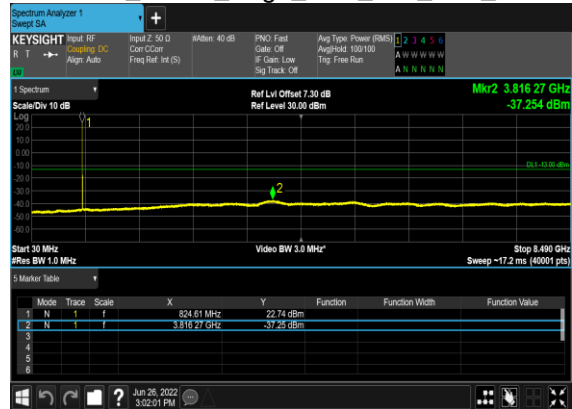 Spectrum Analyzer 1
Swept SA
+
KEYSIGHT Input: RF Input Z: 50 Ω #Atten: 40 dB PNO: Fast Avg Type: Power (RMS) 1 2 3 4 5 6
R T Coupling: DC Corr CCorr Gate: Off Avg|Hold: 100/100 A W W W W W
Align: Auto Freq Ref: Int (S) IF Gain: Low Trig: Free Run
Sig Track: Off A N N N N N
1 Spectrum Ref Lvl Offset 7.30 dB Mkr2 3.816 27 GHz
Scale/Div 10 dB Ref Level 30.00 dBm -37.254 dBm
Log
20.0
10.0
0.00
-10.0
-20.0
-30.0
-40.0
-50.0
-60.0
1
DL1 -13.00 dBm
2
Start 30 MHz Video BW 3.0 MHz* Stop 8.490 GHz
#Res BW 1.0 MHz Sweep ~17.2 ms (40001 pts)
5 Marker Table
Mode Trace Scale X Y Function Function Width Function Value
1 N 1 f 824.61 MHz 22.74 dBm
2 N 1 f 3.816 27 GHz -37.25 dBm
3
4
5
6
? Jun 26, 2022
3:02:01 PM